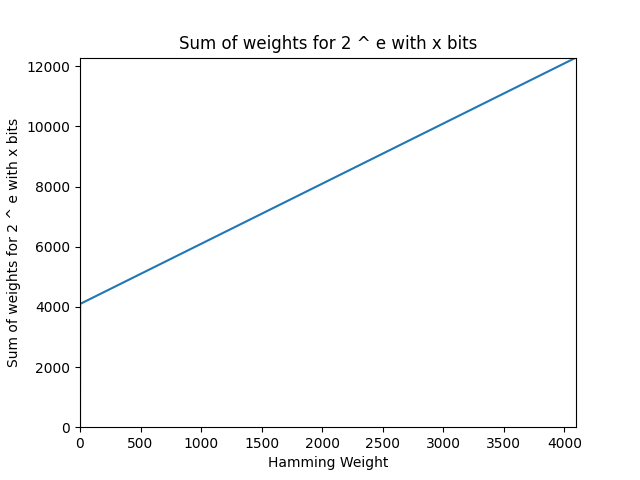 Sum of weights for 2 ^ e with x bits
12000
10000
8000
6000
4000
2000
0
Sum of weights for 2 ^ e with x bits
0 500 1000 1500 2000 2500 3000 3500 4000
Hamming Weight